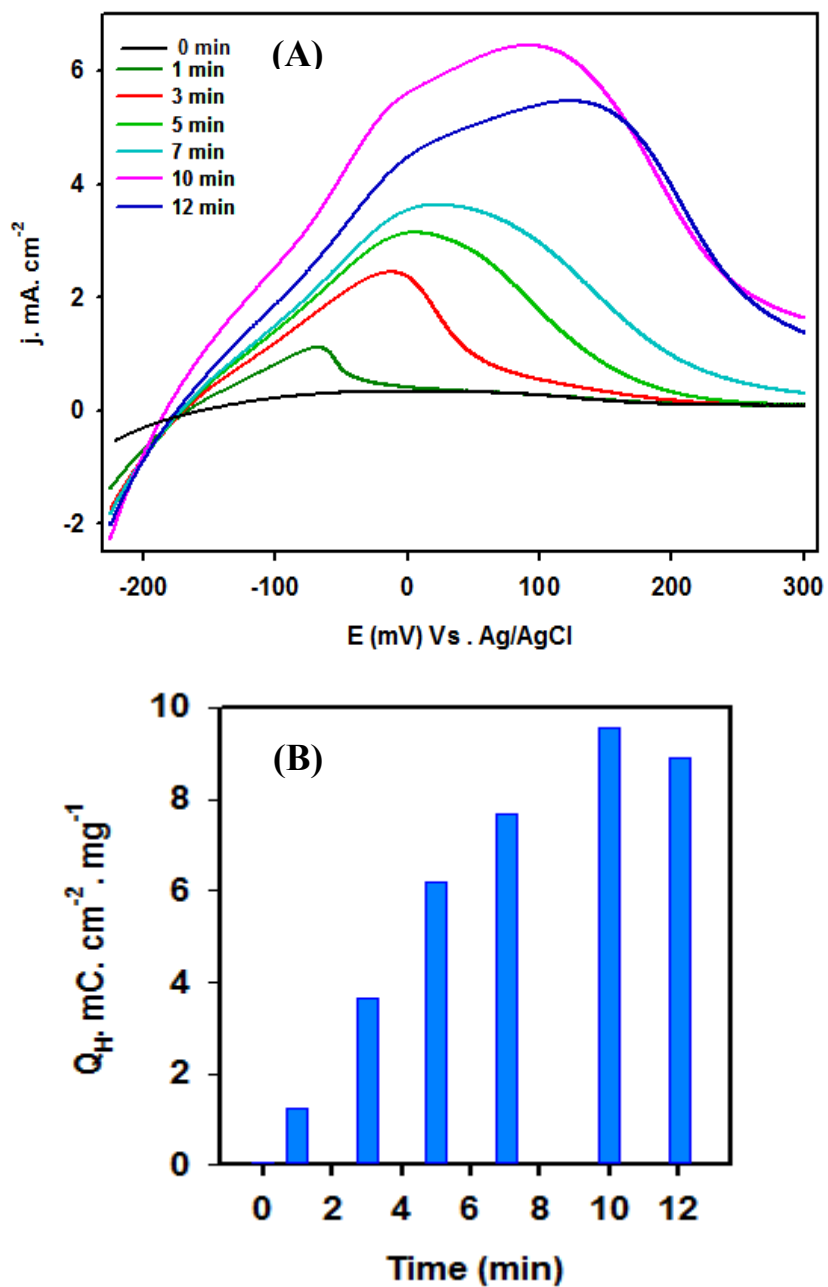 (A)
0 min
1 min
3 min
5 min
7 min
10 min
12 min
6
4
2
0
-2
j. mA. cm-2
-200 -100 0 100 200 300
E (mV) Vs . Ag/AgCl
(B)
10
8
6
4
2
0
QH. mC. cm-2 . mg-1
0 2 4 6 8 10 12
Time (min)